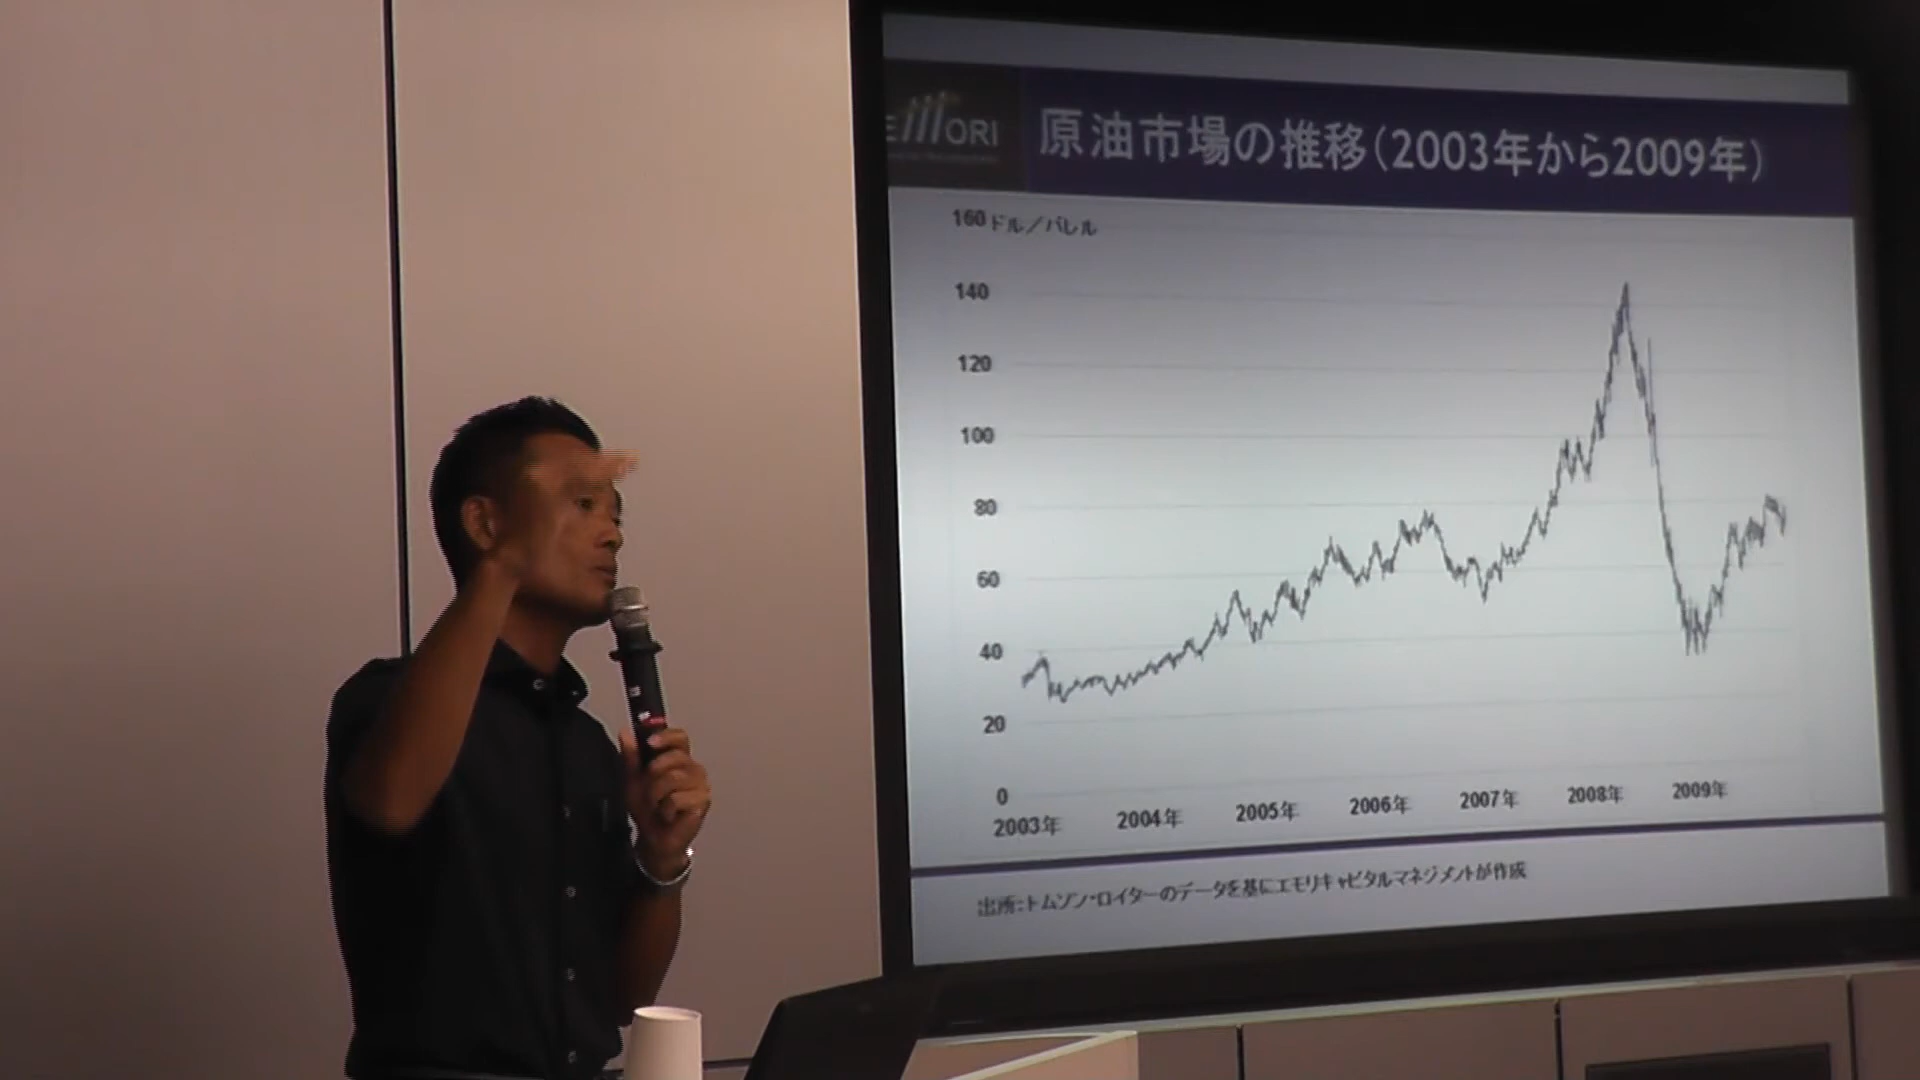 EMORI
原油市場の推移（2003年から2009年）
160 ドル／バレル
140
120
100
80
60
40
20
0
2003年 2004年 2005年 2006年 2007年 2008年 2009年
出所：トムソン・ロイターのデータを基にエモリキャピタルマネジメントが作成